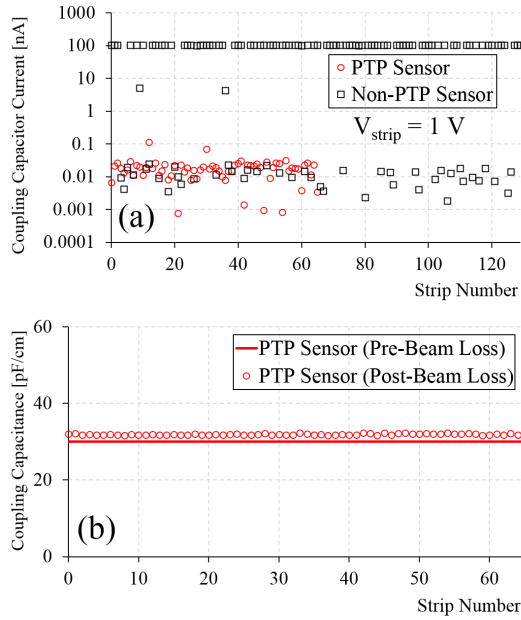 Coupling Capacitor Current [nA]
1000
100
10
1
0.1
0.01
0.001
0.0001
PTP Sensor
Non-PTP Sensor
V_strip = 1 V
(a)
0 20 40 60 80 100 120
Strip Number
Coupling Capacitance [pF/cm]
60
40
20
0
PTP Sensor (Pre-Beam Loss)
PTP Sensor (Post-Beam Loss)
(b)
0 10 20 30 40 50 60
Strip Number